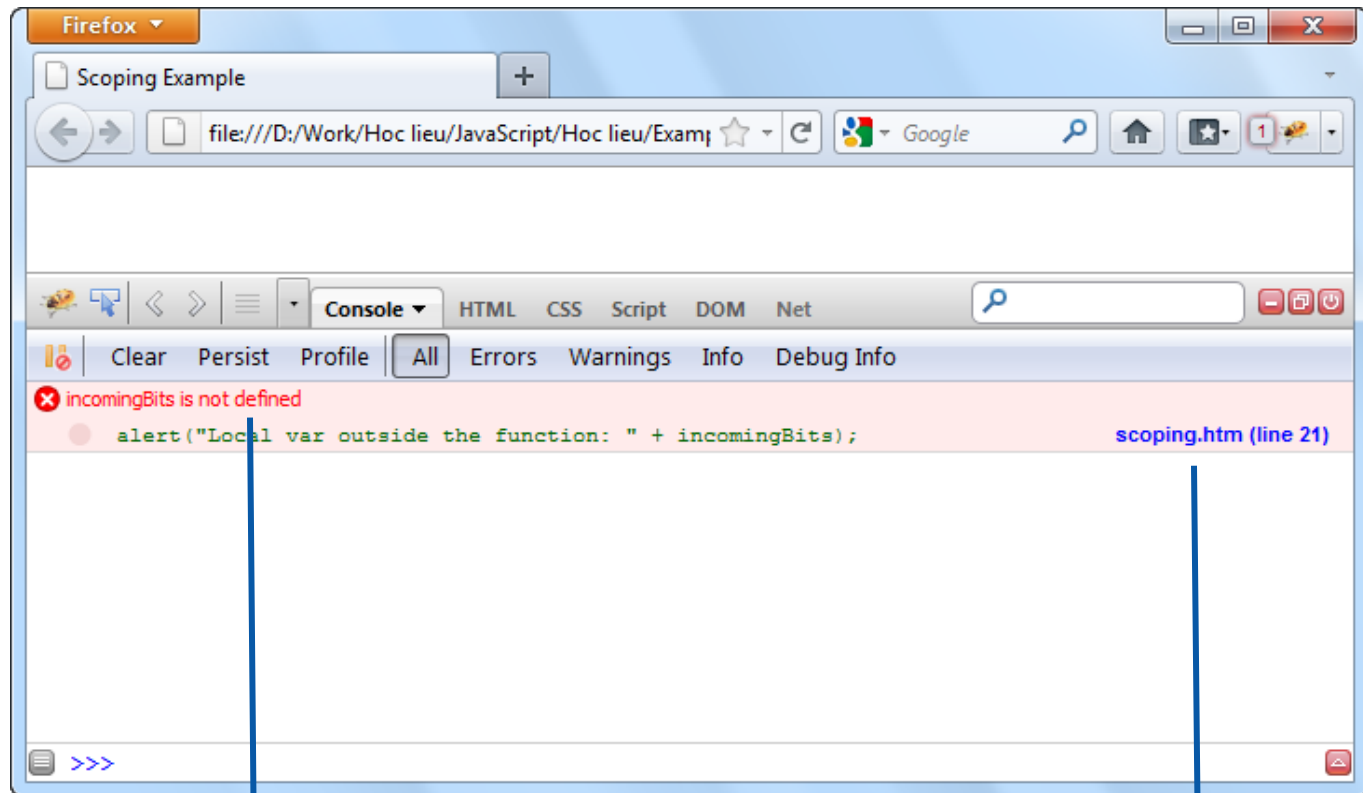 Firefox
Scoping Example
file:///D:/Work/Hoc lieu/JavaScript/Hoc lieu/Exam
Google
1
Console HTML CSS Script DOM Net
Clear Persist Profile All Errors Warnings Info Debug Info
incomingBits is not defined
alert("Local var outside the function: " + incomingBits); scoping.htm (line 21)
>>>